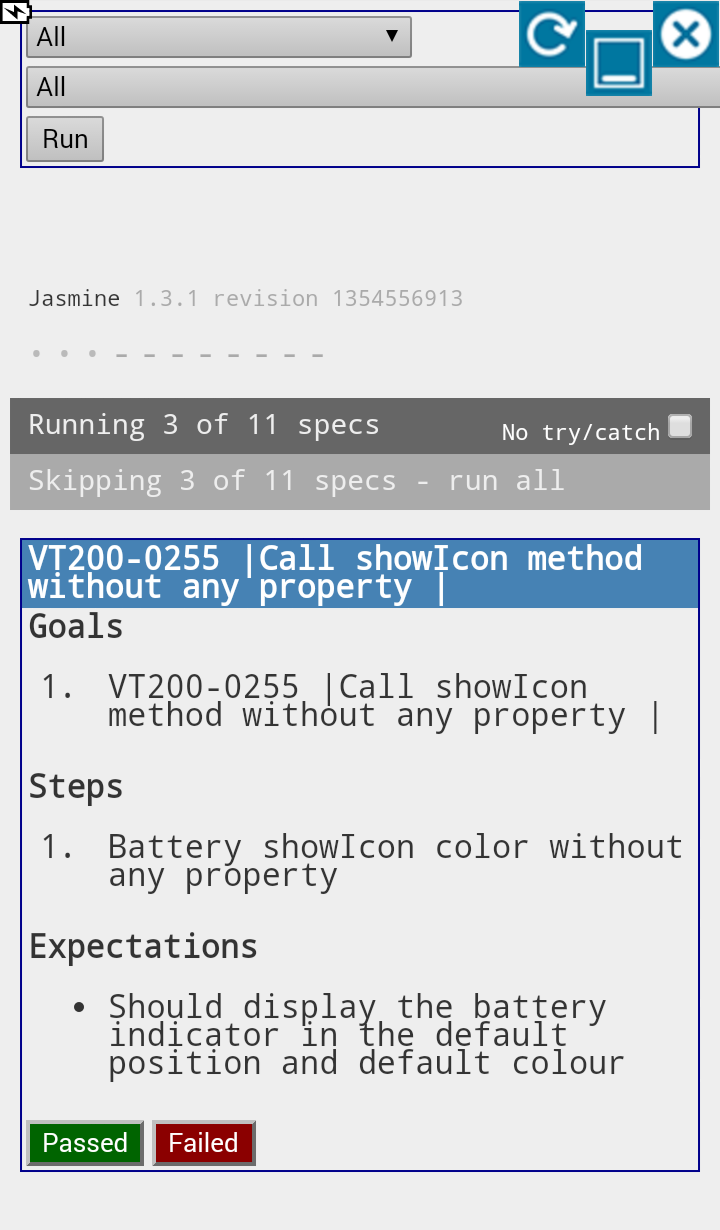 All
All
Run
Jasmine 1.3.1 revision 1354556913
Running 3 of 11 specs
No try/catch
Skipping 3 of 11 specs - run all
VT200-0255 |Call showIcon method
without any property |
Goals
1. VT200-0255 |Call showIcon
method without any property |
Steps
1. Battery showIcon color without
any property
Expectations
• Should display the battery
indicator in the default
position and default colour
Passed Failed